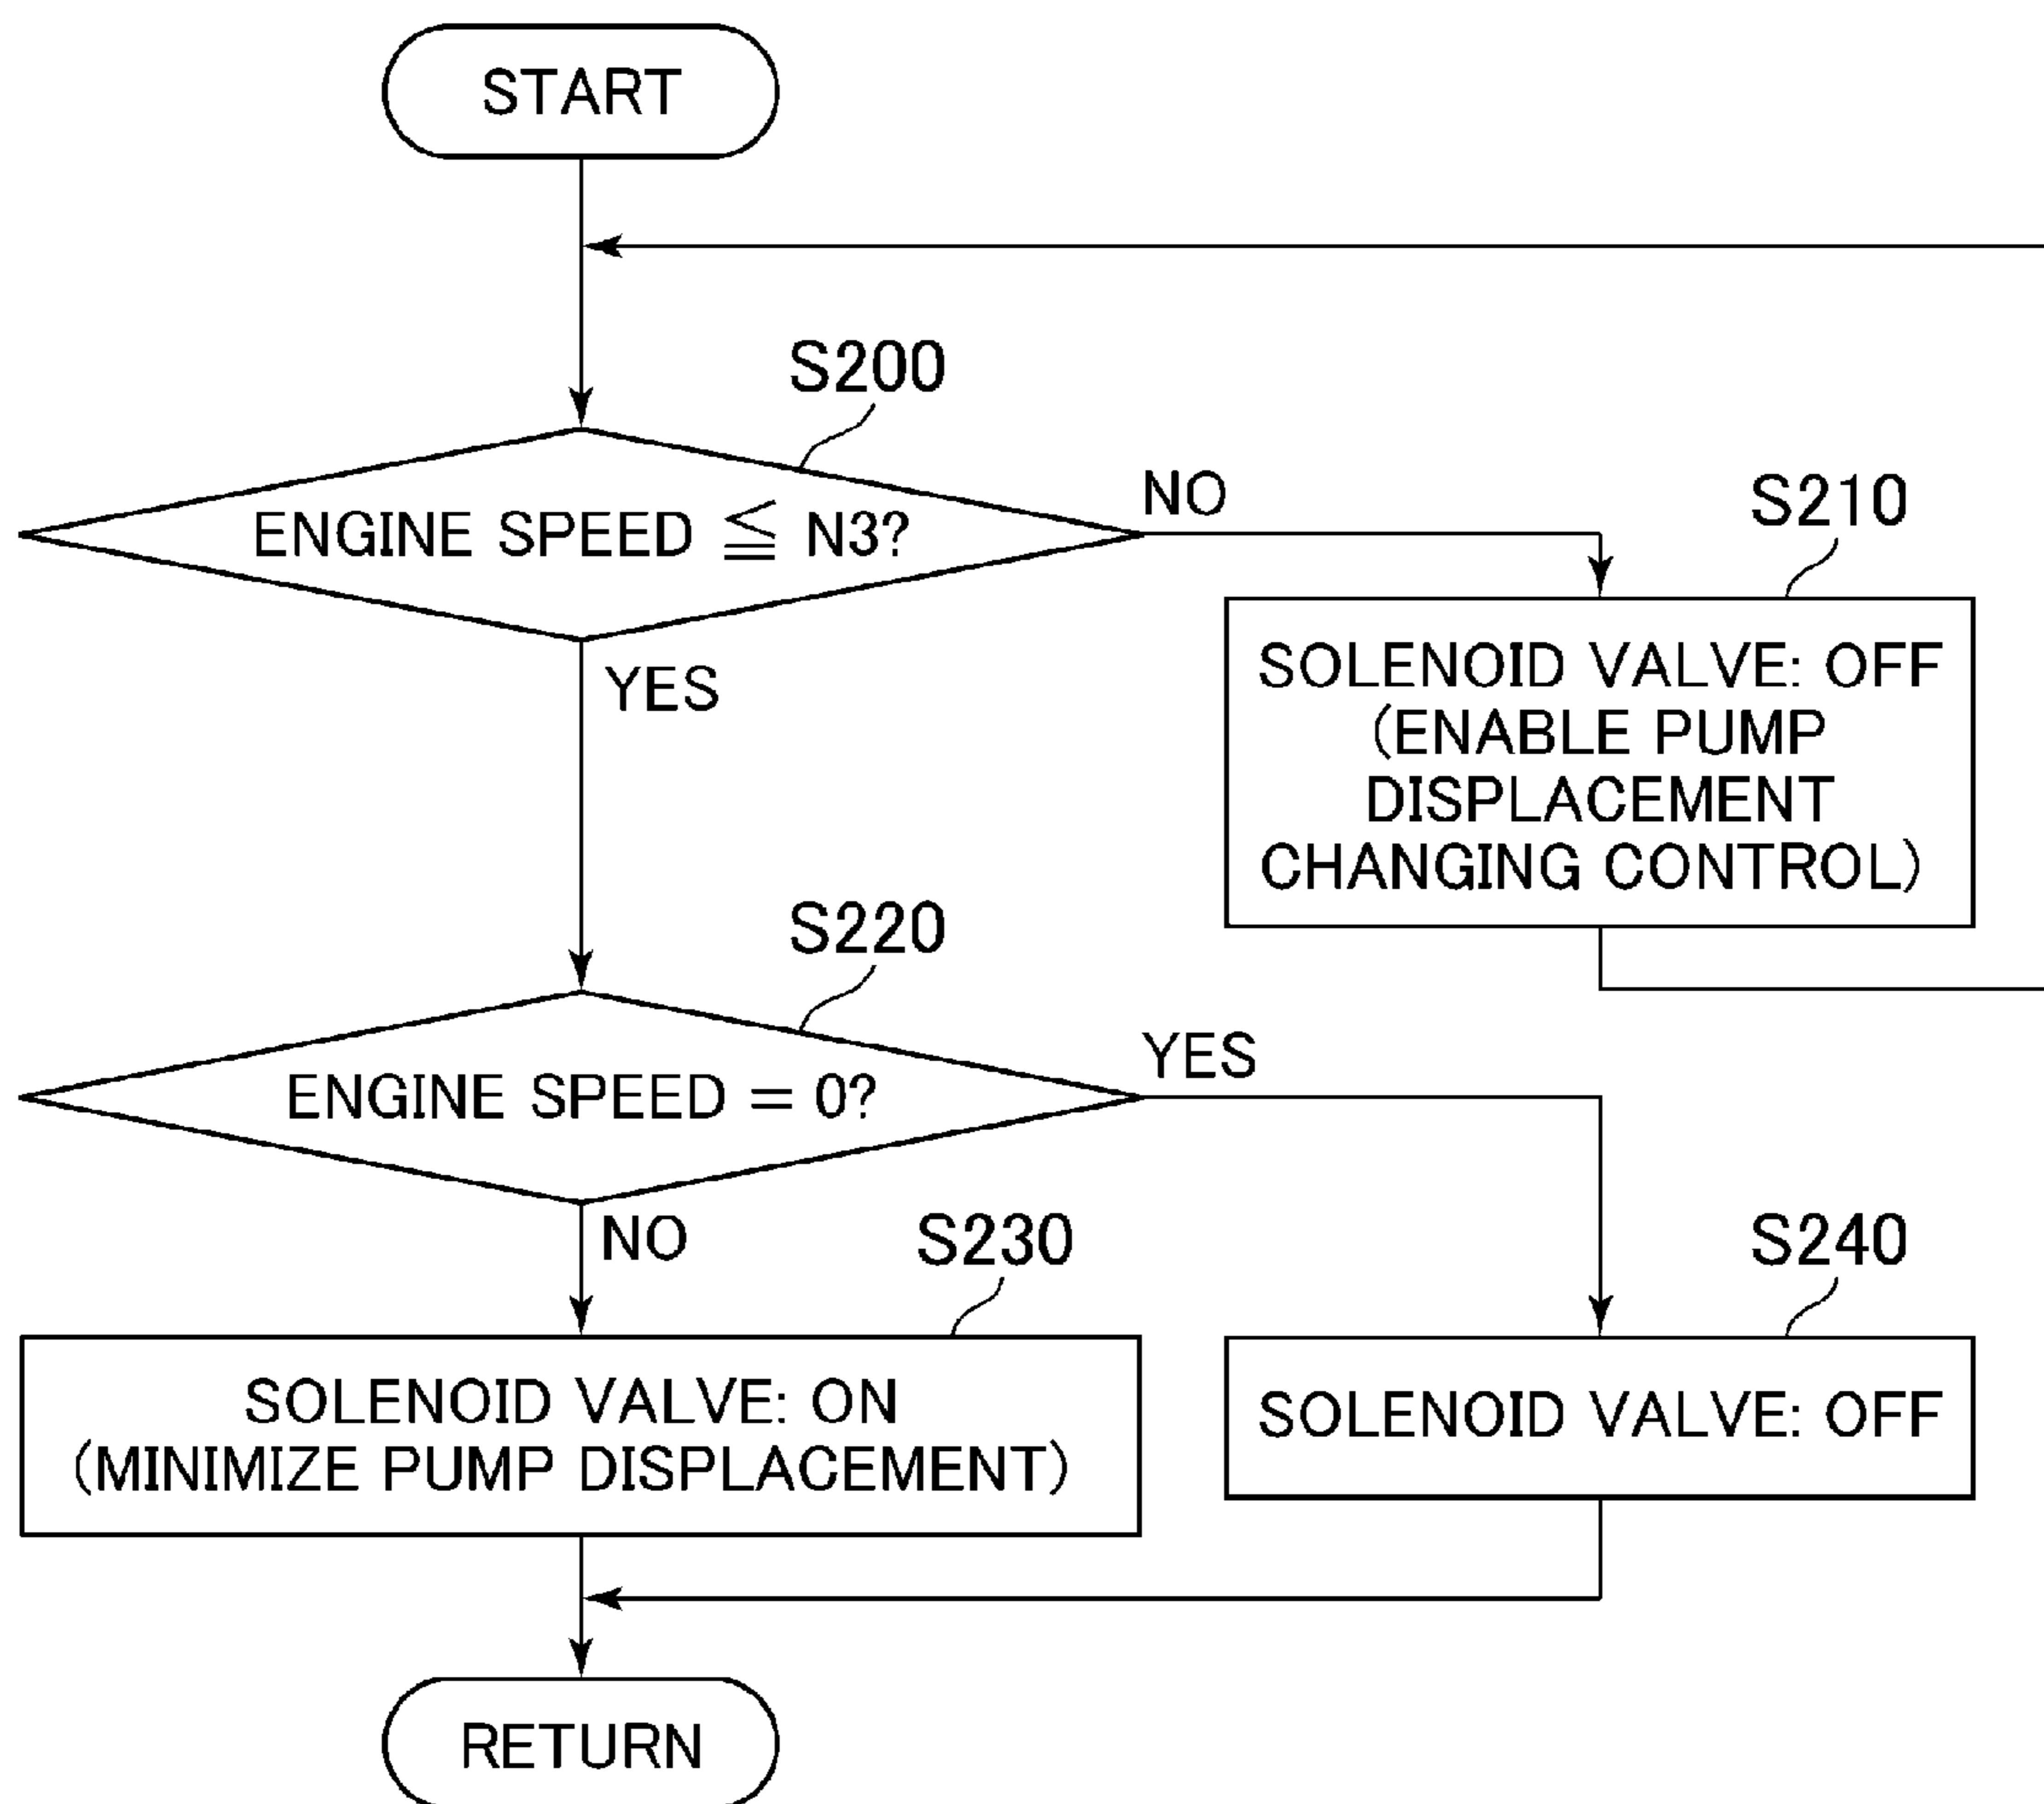 START
S200
ENGINE SPEED ≦ N3?
NO
S210
YES
SOLENOID VALVE: OFF
(ENABLE PUMP
DISPLACEMENT
CHANGING CONTROL)
S220
ENGINE SPEED = 0?
YES
NO
S230
S240
SOLENOID VALVE: ON
(MINIMIZE PUMP DISPLACEMENT)
SOLENOID VALVE: OFF
RETURN